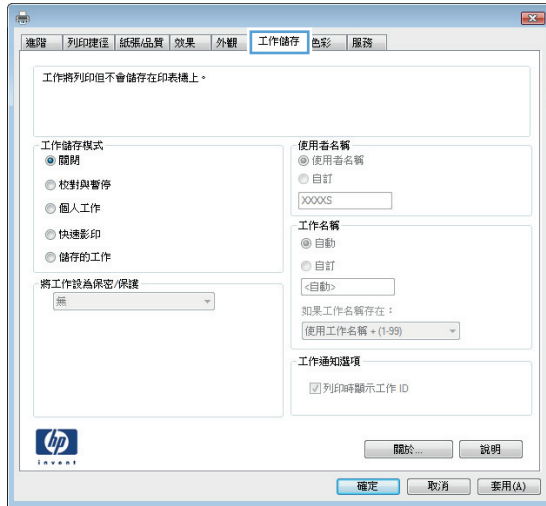 進階 列印捷徑 紙張/品質 效果 外觀 工作儲存 色彩 服務
工作將列印但不會儲存在印表機上。
工作儲存模式
關閉
校對與暫停
個人工作
快速影印
儲存的工作
將工作設為保密/保護
無
使用者名稱
使用者名稱
自訂
XXXXS
工作名稱
自動
自訂
<自動>
如果工作名稱存在：
使用工作名稱 + (1-99)
工作通知選項
列印時顯示工作 ID
hp
invent
關於... 說明
確定 取消 套用(A)